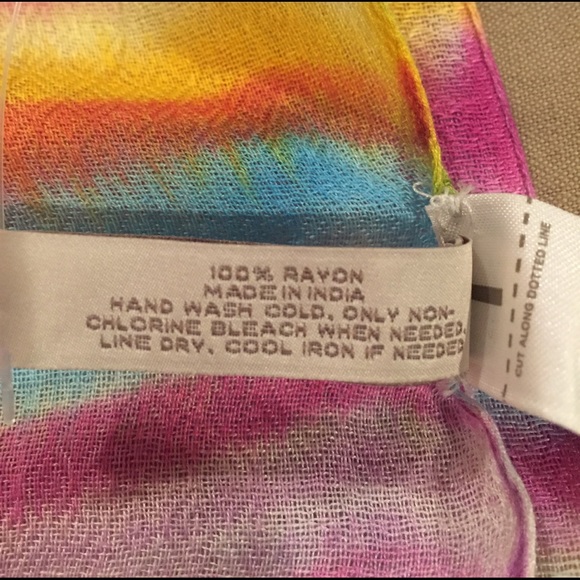 100% RAYON
MADE IN INDIA
HAND WASH COLD, ONLY NON-
CHLORINE BLEACH WHEN NEEDED,
LINE DRY, COOL IRON IF NEEDED
CUT ALONG DOTTED LINE